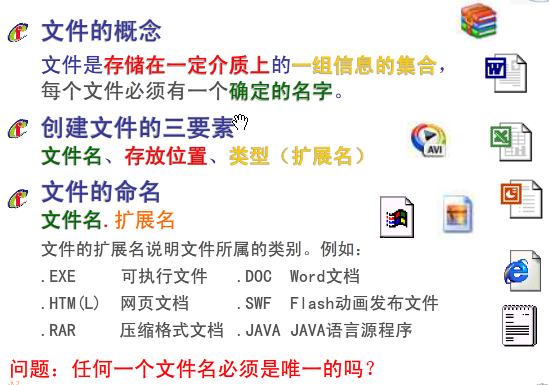 文件的概念
文件是存储在一定介质上的一组信息的集合，
每个文件必须有一个确定的名字。
创建文件的三要素
文件名、存放位置、类型（扩展名）
文件的命名
文件名.扩展名
文件的扩展名说明文件所属的类别。例如：
.EXE 可执行文件 .DOC Word文档
.HTM(L) 网页文档 .SWF Flash动画发布文件
.RAR 压缩格式文档 .JAVA JAVA语言源程序
问题：任何一个文件名必须是唯一的吗？
AVI